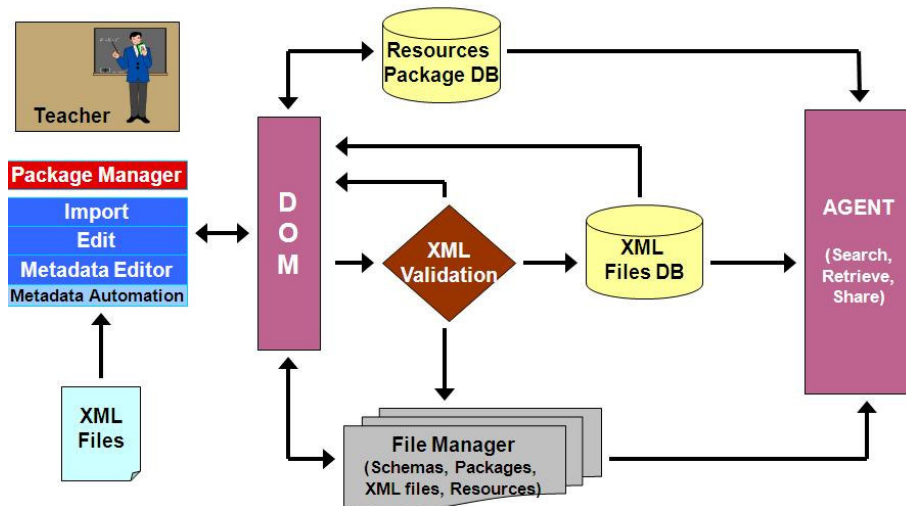 Teacher
Package Manager
Import
Edit
Metadata Editor
Metadata Automation
XML
Files
D
O
M
Resources
Package DB
XML
Validation
XML
Files DB
File Manager
(Schemas, Packages,
XML files, Resources)
AGENT
(Search,
Retrieve,
Share)